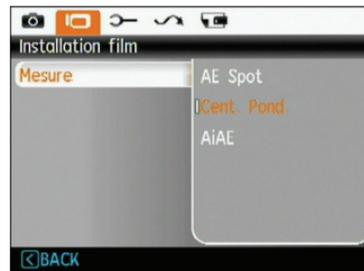 Installation film
Mesure
AE Spot
Cent. Pond.
AiAE
BACK